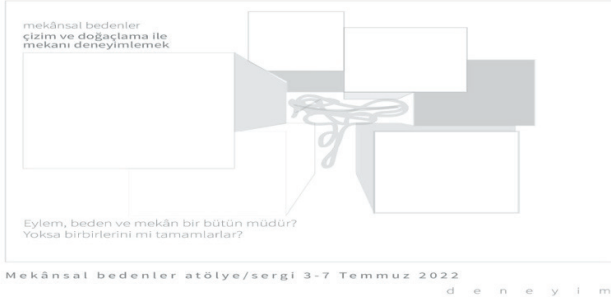 mekânsal bedenler
çizim ve doğaçlama ile
mekanı deneyimlemek
Eylem, beden ve mekân bir bütün müdür?
Yoksa birbirlerini mi tamamlarlar?
Mekânsal bedenler atölye/sergi 3-7 Temmuz 2022
d e n e y i m